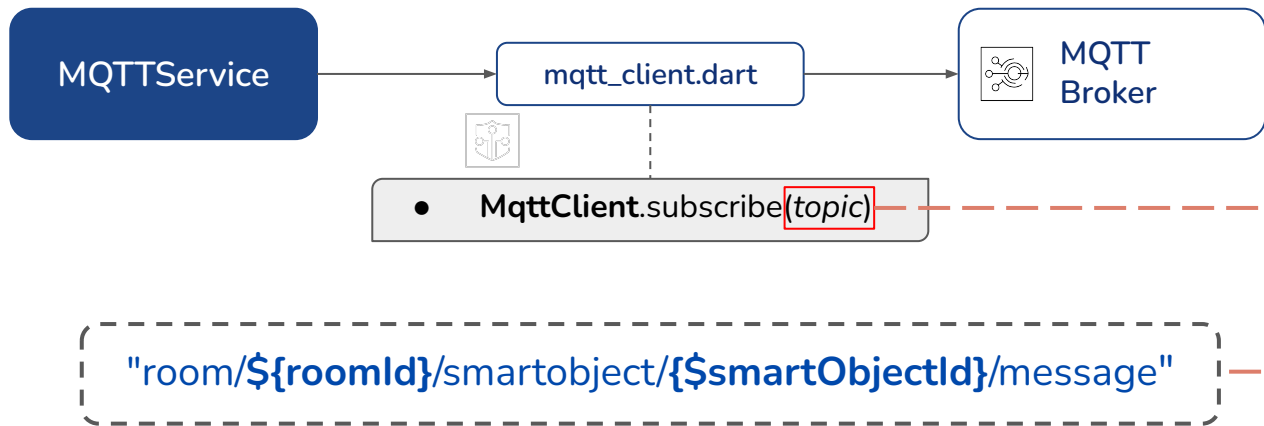 MQTTService
mqtt_client.dart
MQTT
Broker
● MqttClient.subscribe(topic)
"room/${roomId}/smartobject/{$smartObjectId}/message"